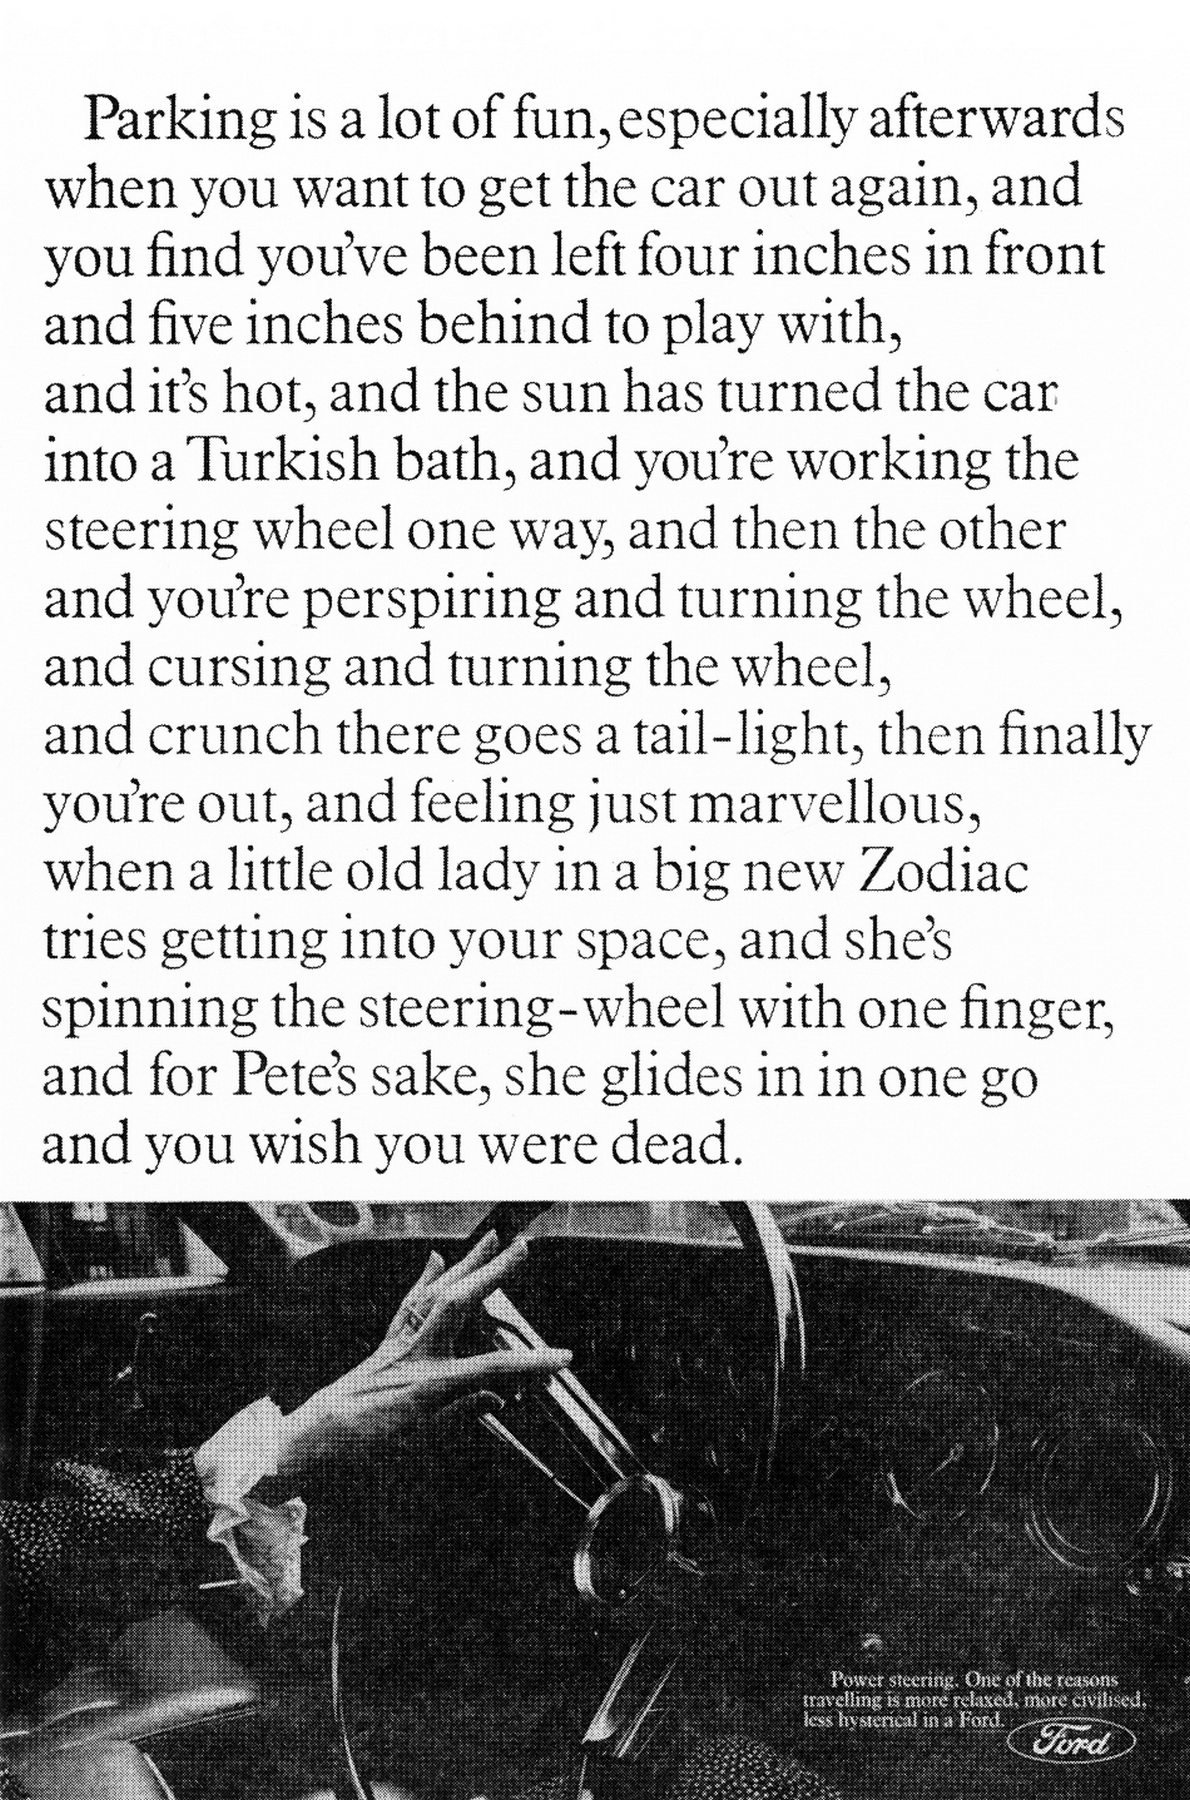 Parking is a lot of fun, especially afterwards
when you want to get the car out again, and
you find you've been left four inches in front
and five inches behind to play with,
and it's hot, and the sun has turned the car
into a Turkish bath, and you're working the
steering wheel one way, and then the other
and you're perspiring and turning the wheel,
and cursing and turning the wheel,
and crunch there goes a tail-light, then finally
you're out, and feeling just marvellous,
when a little old lady in a big new Zodiac
tries getting into your space, and she's
spinning the steering-wheel with one finger,
and for Pete's sake, she glides in in one go
and you wish you were dead.
Power steering. One of the reasons
travelling is more relaxed, more civilised,
less hysterical in a Ford.
Ford